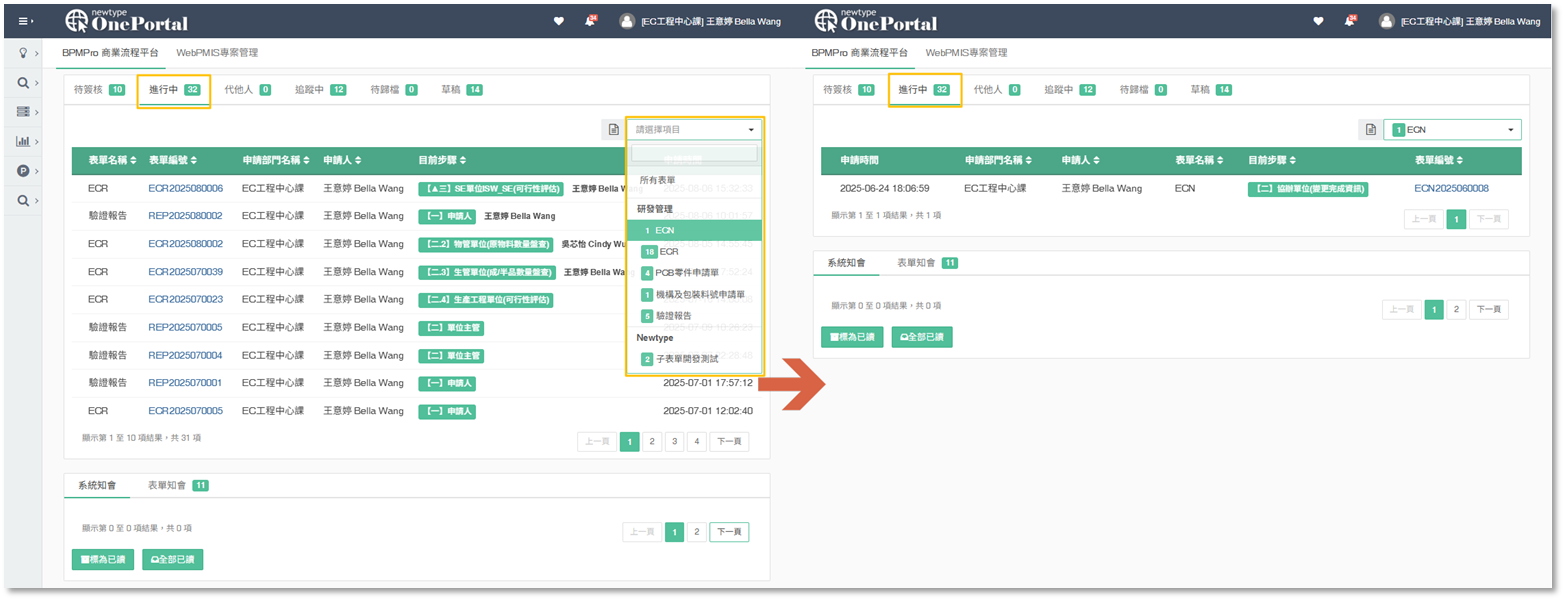 newtype
OnePortal
34
[EC工程中心課] 王意婷 Bella Wang
BPMPro 商業流程平台 WebPMIS專案管理
待簽核 10 進行中 32 代他人 0 追蹤中 12 待歸檔 0 草稿 14
請選擇項目
表單名稱 表單編號 申請部門名稱 申請人 目前步驟
ECR ECR2025080006 EC工程中心課 王意婷 Bella Wang 【▲三】SE單位ISW_SE(可行性評估) 王意婷 Bella Wang
驗證報告 REP2025080002 EC工程中心課 王意婷 Bella Wang 【一】申請人 王意婷 Bella Wang
ECR ECR2025080002 EC工程中心課 王意婷 Bella Wang 【二.2】物管單位(原物料數量盤查) 吳芯怡 Cindy Wu
ECR ECR2025070039 EC工程中心課 王意婷 Bella Wang 【二.3】生管單位(成/半品數量盤查) 王意婷 Bella Wa
ECR ECR2025070023 EC工程中心課 王意婷 Bella Wang 【二.4】生產工程單位(可行性評估)
驗證報告 REP2025070005 EC工程中心課 王意婷 Bella Wang 【二】單位主管
驗證報告 REP2025070004 EC工程中心課 王意婷 Bella Wang 【二】單位主管
驗證報告 REP2025070001 EC工程中心課 王意婷 Bella Wang 【一】申請人 2025-07-01 17:57:12
ECR ECR2025070005 EC工程中心課 王意婷 Bella Wang 【一】申請人 2025-07-01 12:02:40
所有表單
研發管理
1 ECN
18 ECR
4 PCB零件申請單
1 機構及包裝料號申請單
5 驗證報告
Newtype
2 子表單開發測試
顯示第 1 至 10 項結果，共 31 項
上一頁 1 2 3 4 下一頁
系統知會 表單知會 11
顯示第 0 至 0 項結果，共 0 項
上一頁 1 2 下一頁
標為已讀 全部已讀
newtype
OnePortal
34
[EC工程中心課] 王意婷 Bella Wang
BPMPro 商業流程平台 WebPMIS專案管理
待簽核 10 進行中 32 代他人 0 追蹤中 12 待歸檔 0 草稿 14
1 ECN
申請時間 申請部門名稱 申請人 表單名稱 目前步驟 表單編號
2025-06-24 18:06:59 EC工程中心課 王意婷 Bella Wang ECN 【二】協辦單位(變更完成資訊) ECN2025060008
顯示第 1 至 1 項結果，共 1 項
上一頁 1 下一頁
系統知會 表單知會 11
顯示第 0 至 0 項結果，共 0 項
上一頁 1 2 下一頁
標為已讀 全部已讀